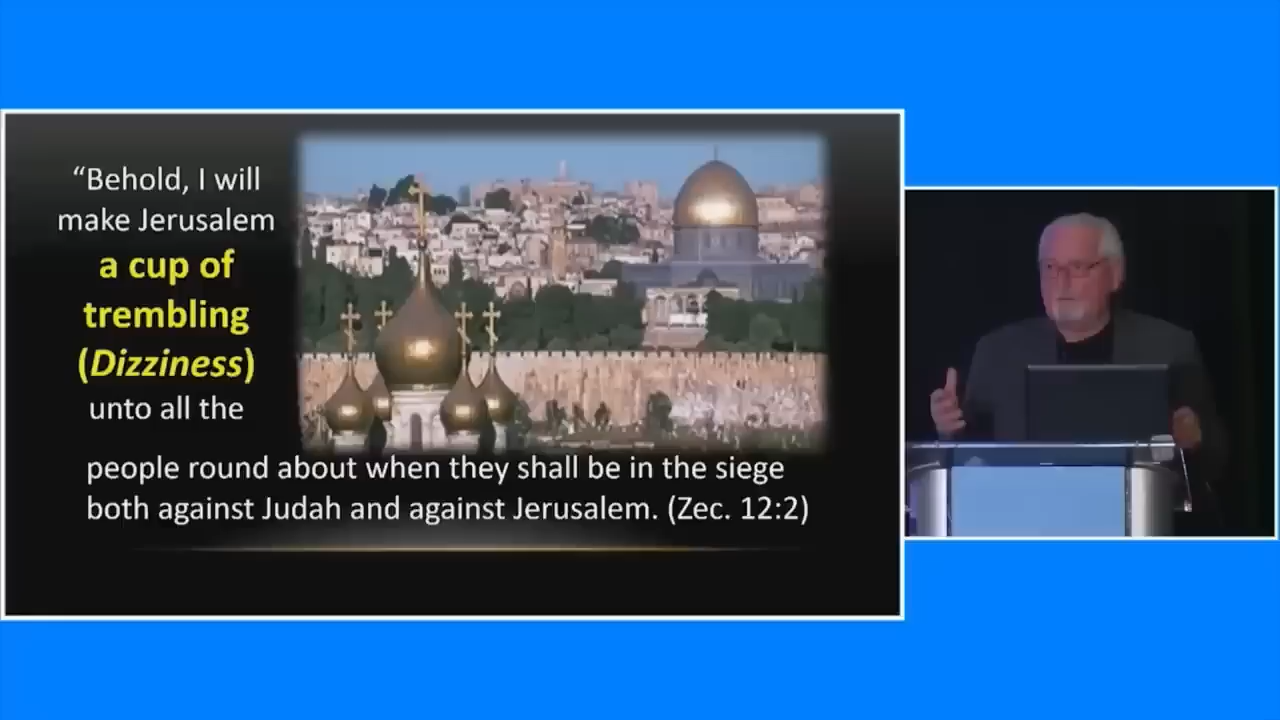 “Behold, I will
make Jerusalem
a cup of
trembling
(Dizziness)
unto all the
people round about when they shall be in the siege
both against Judah and against Jerusalem. (Zec. 12:2)